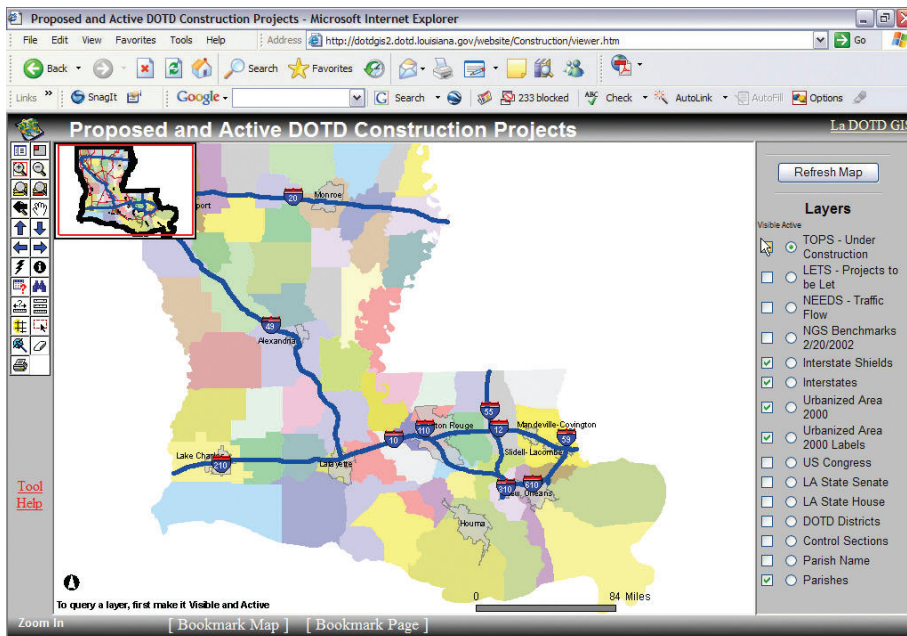 Proposed and Active DOTD Construction Projects - Microsoft Internet Explorer
File Edit View Favorites Tools Help Address http://dotdgis2.dotd.louisiana.gov/website/Construction/viewer.htm Go
Back Search Favorites
Links » SnagIt Google Search 233 blocked Check AutoLink AutoFill Options
Proposed and Active DOTD Construction Projects
La DOTD GIS
Refresh Map
Layers
Visible Active
TOPS - Under
Construction
LETS - Projects to
be Let
NEEDS - Traffic
Flow
NGS Benchmarks
2/20/2002
Interstate Shields
Interstates
Urbanized Area
2000
Urbanized Area
2000 Labels
US Congress
LA State Senate
LA State House
DOTD Districts
Control Sections
Parish Name
Parishes
port
20
Monroe
49
Alexandria
55
Mandeville-Covington
110
ton Rouge
12
10
59
Slidell-Lacombe
Lake Charles
210
Lafayette
310
610
Orleans
Houma
Tool
Help
0 84 Miles
To query a layer, first make it Visible and Active
Zoom In [ Bookmark Map ] [ Bookmark Page ]